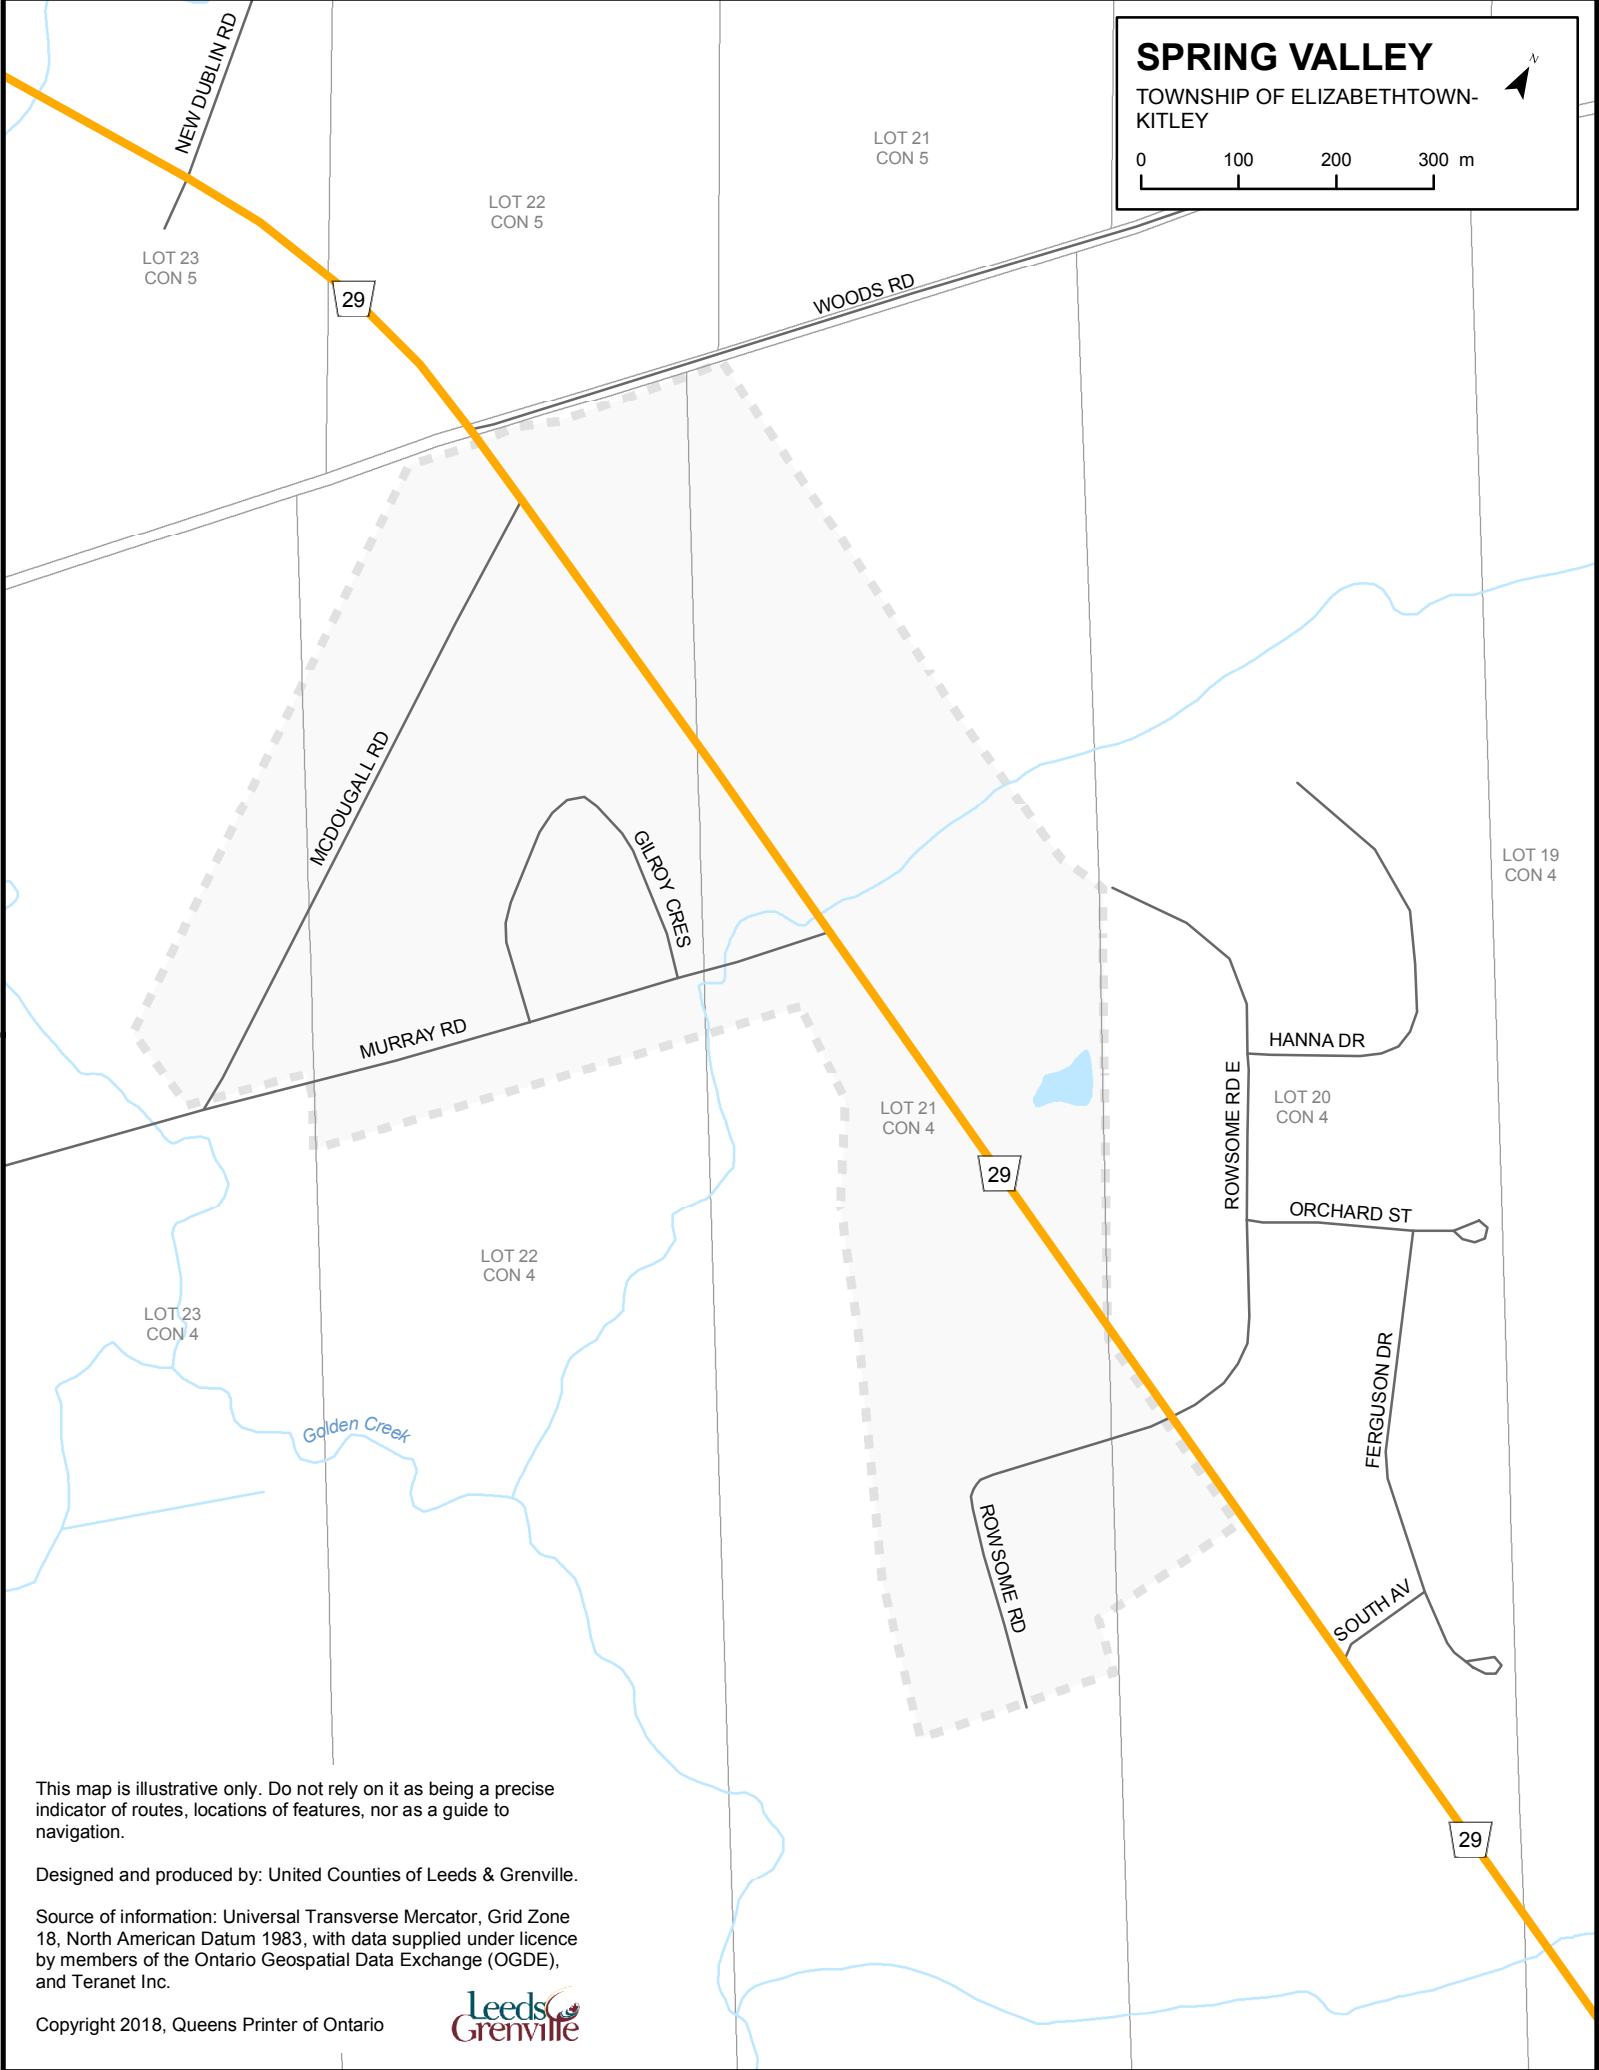 SPRING VALLEY
TOWNSHIP OF ELIZABETHTOWN-
KITLEY
N
0 100 200 300 m
NEW DUBLIN RD
LOT 21
CON 5
LOT 22
CON 5
LOT 23
CON 5
29
WOODS RD
MCDOUGALL RD
GILROY CRES
LOT 19
CON 4
MURRAY RD
HANNA DR
ROWSOME RD E
LOT 20
CON 4
LOT 21
CON 4
29
ORCHARD ST
LOT 22
CON 4
LOT 23
CON 4
FERGUSON DR
Golden Creek
ROWSOME RD
SOUTH AV
29
This map is illustrative only. Do not rely on it as being a precise
indicator of routes, locations of features, nor as a guide to
navigation.
Designed and produced by: United Counties of Leeds & Grenville.
Source of information: Universal Transverse Mercator, Grid Zone
18, North American Datum 1983, with data supplied under licence
by members of the Ontario Geospatial Data Exchange (OGDE),
and Teranet Inc.
Copyright 2018, Queens Printer of Ontario
Leeds
Grenville